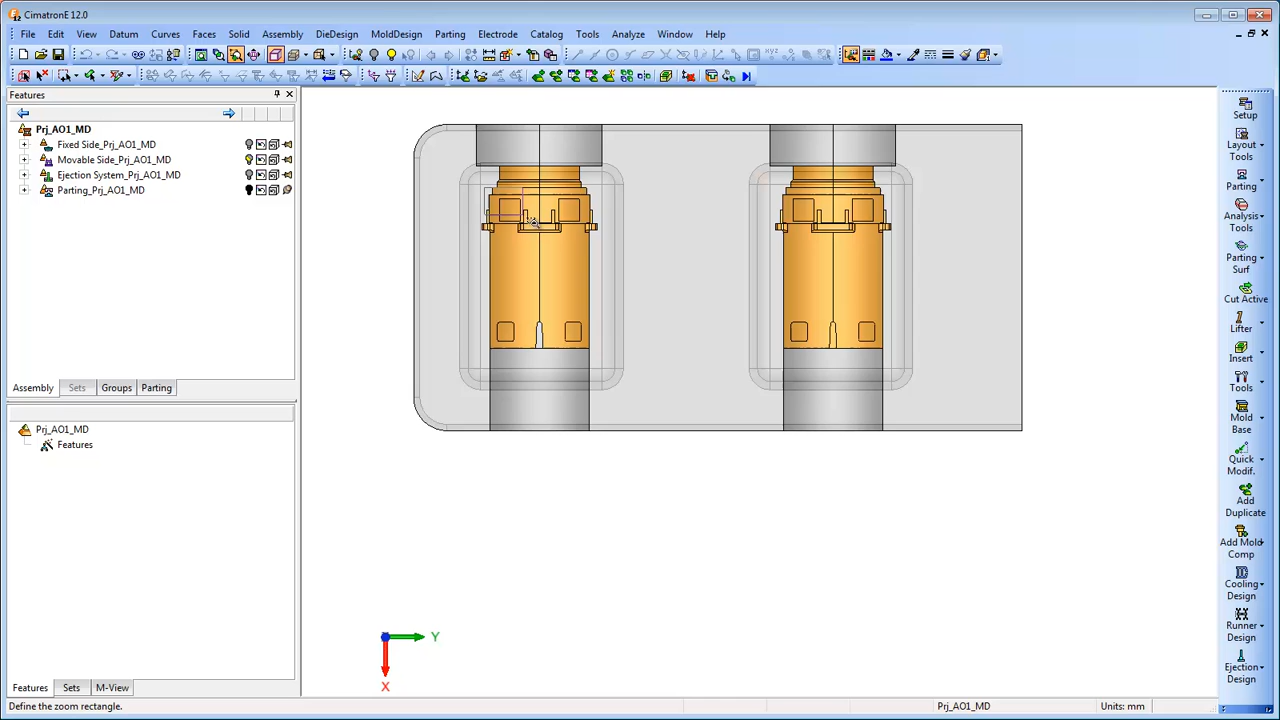 CimatronE 12.0
File Edit View Datum Curves Faces Solid Assembly DieDesign MoldDesign Parting Electrode Catalog Tools Analyze Window Help
Features
Prj_AO1_MD
Fixed Side_Prj_AO1_MD
Movable Side_Prj_AO1_MD
Ejection System_Prj_AO1_MD
Parting_Prj_AO1_MD
Assembly Sets Groups Parting
Prj_AO1_MD
Features
Features Sets M-View
Y
X
Setup
Layout
Tools
Parting
Analysis
Tools
Parting
Surf
Cut Active
Lifter
Insert
Tools
Mold
Base
Quick
Modif.
Add
Duplicate
Add Mold
Comp
Cooling
Design
Runner
Design
Ejection
Design
Define the zoom rectangle. Prj_AO1_MD Units: mm